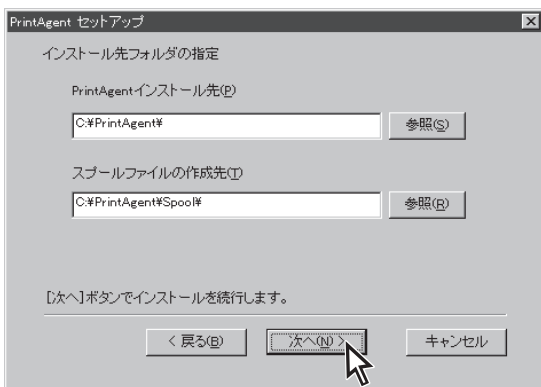 PrintAgent セットアップ
インストール先フォルダの指定
PrintAgentインストール先(P)
C:¥PrintAgent¥ 参照(S)
スプールファイルの作成先(T)
C:¥PrintAgent¥Spool¥ 参照(R)
[次へ]ボタンでインストールを続行します。
< 戻る(B) 次へ(N) > キャンセル